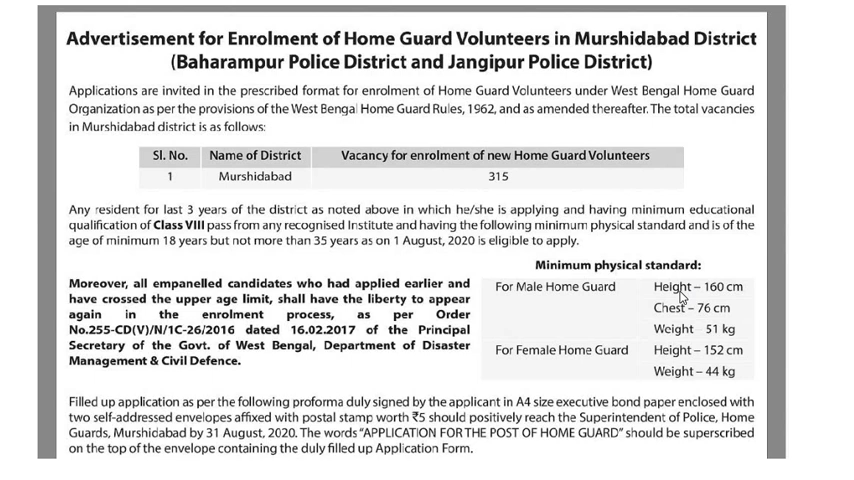 Advertisement for Enrolment of Home Guard Volunteers in Murshidabad District
(Baharampur Police District and Jangipur Police District)
Applications are invited in the prescribed format for enrolment of Home Guard Volunteers under West Bengal Home Guard
Organization as per the provisions of the West Bengal Home Guard Rules, 1962, and as amended thereafter. The total vacancies
in Murshidabad district is as follows:
Sl. No. Name of District Vacancy for enrolment of new Home Guard Volunteers
1 Murshidabad 315
Any resident for last 3 years of the district as noted above in which he/she is applying and having minimum educational
qualification of Class VIII pass from any recognised Institute and having the following minimum physical standard and is of the
age of minimum 18 years but not more than 35 years as on 1 August, 2020 is eligible to apply.
Moreover, all empanelled candidates who had applied earlier and
have crossed the upper age limit, shall have the liberty to appear
again in the enrolment process, as per Order
No.255-CD(V)/N/1C-26/2016 dated 16.02.2017 of the Principal
Secretary of the Govt. of West Bengal, Department of Disaster
Management & Civil Defence.
Minimum physical standard:
For Male Home Guard Height – 160 cm
Chest – 76 cm
Weight – 51 kg
For Female Home Guard Height – 152 cm
Weight – 44 kg
Filled up application as per the following proforma duly signed by the applicant in A4 size executive bond paper enclosed with
two self-addressed envelopes affixed with postal stamp worth ₹5 should positively reach the Superintendent of Police, Home
Guards, Murshidabad by 31 August, 2020. The words "APPLICATION FOR THE POST OF HOME GUARD" should be superscribed
on the top of the envelope containing the duly filled up Application Form.